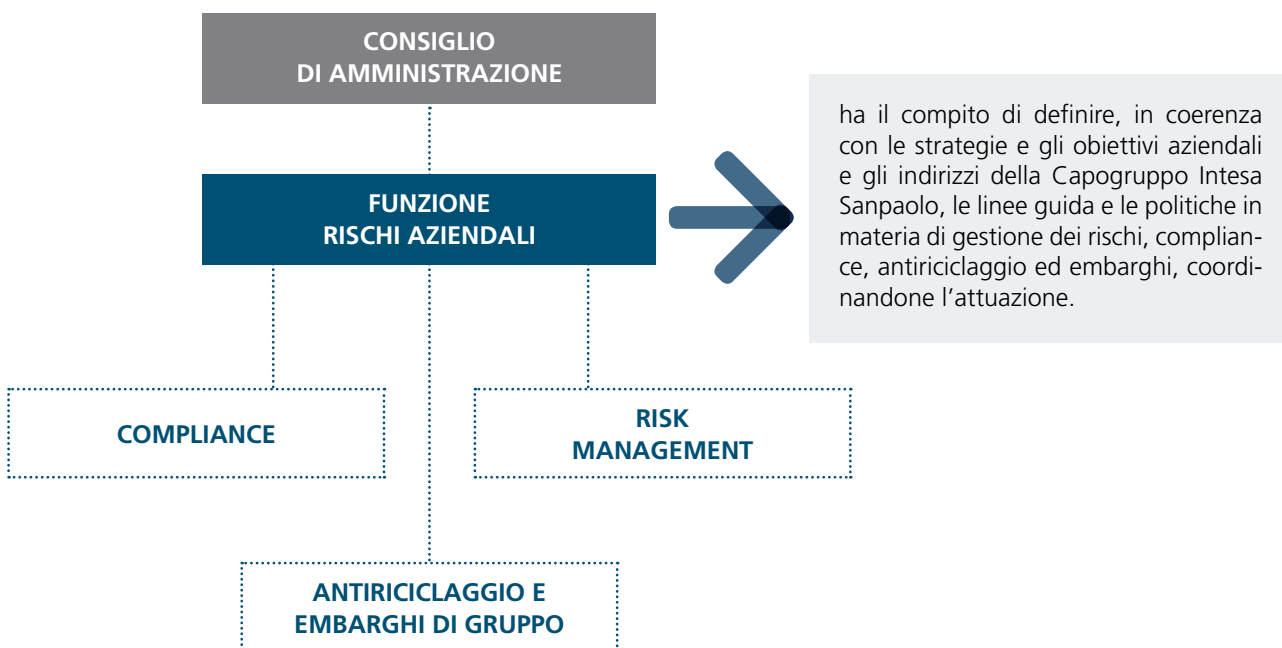 CONSIGLIO
DI AMMINISTRAZIONE
FUNZIONE
RISCHI AZIENDALI
ha il compito di definire, in coerenza
con le strategie e gli obiettivi aziendali
e gli indirizzi della Capogruppo Intesa
Sanpaolo, le linee guida e le politiche in
materia di gestione dei rischi, complian-
ce, antiriciclaggio ed embarghi, coordi-
nandone l'attuazione.
COMPLIANCE
RISK
MANAGEMENT
ANTIRICICLAGGIO E
EMBARGHI DI GRUPPO